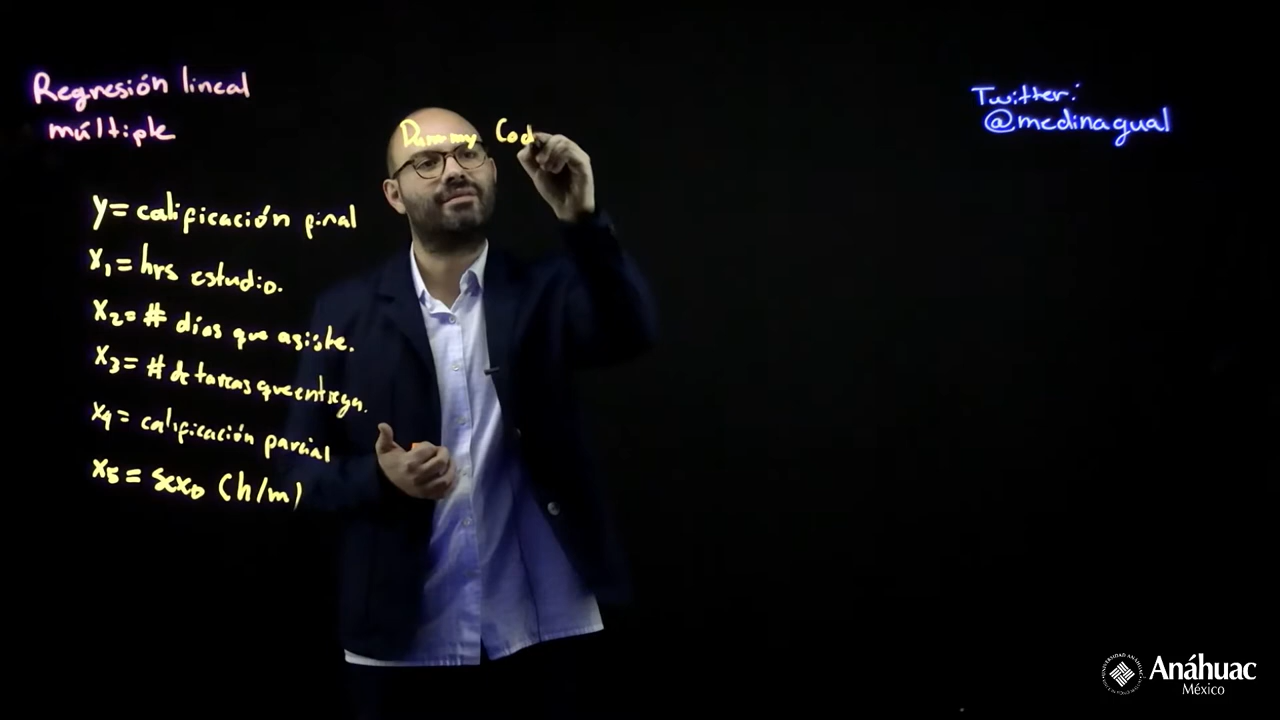 Regresión lineal
múltiple
y = calificación final
x₁ = hrs estudio.
x₂ = # días que asiste.
x₃ = # de tareas que entrega.
x₄ = calificación parcial
x₅ = sexo (h/m)
Dummy Cod
Twitter:
@medinagual
Anáhuac
México